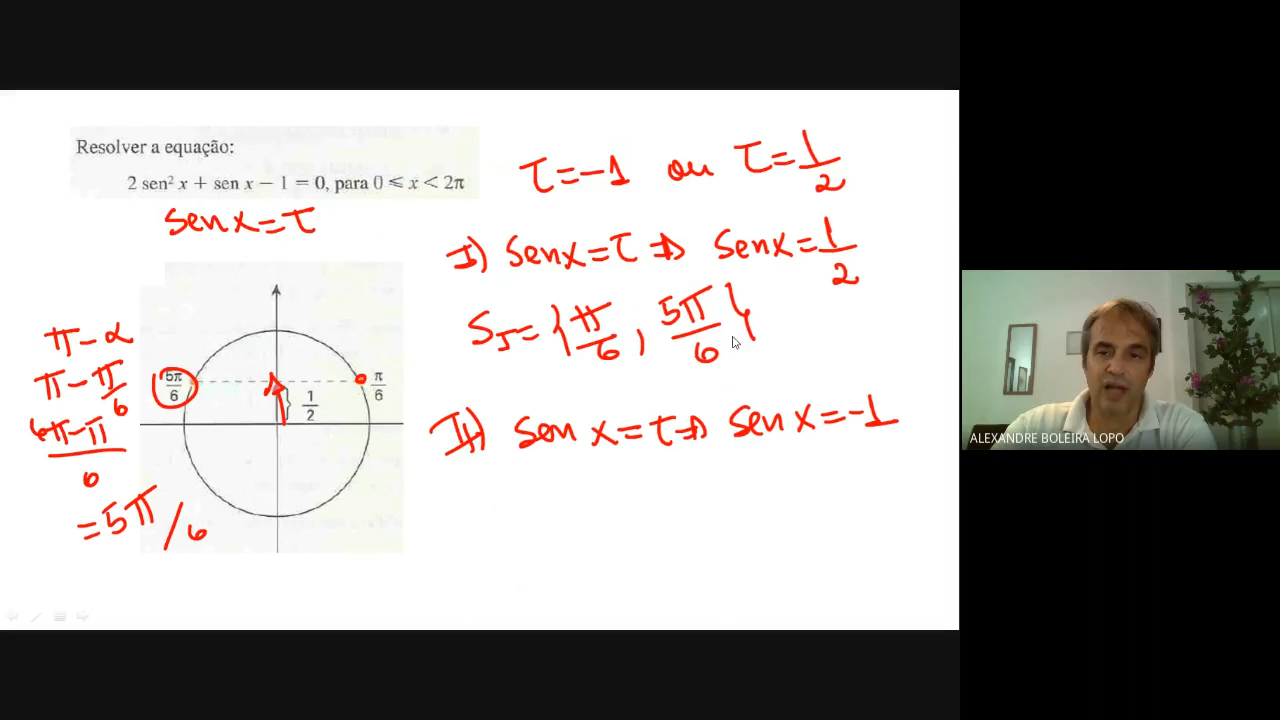 Resolver a equação:
2 sen² x + sen x − 1 = 0, para 0 ⩽ x < 2π
sen x = τ
π − α
π − π/6
6π − π/6
= 5π/6
5π/6
π/6
1/2
τ = −1 ou τ = 1/2
I) sen x = τ ⇒ sen x = 1/2
S_I = { π/6 , 5π/6 }
II) sen x = τ ⇒ sen x = −1
ALEXANDRE BOLEIRA LOPO